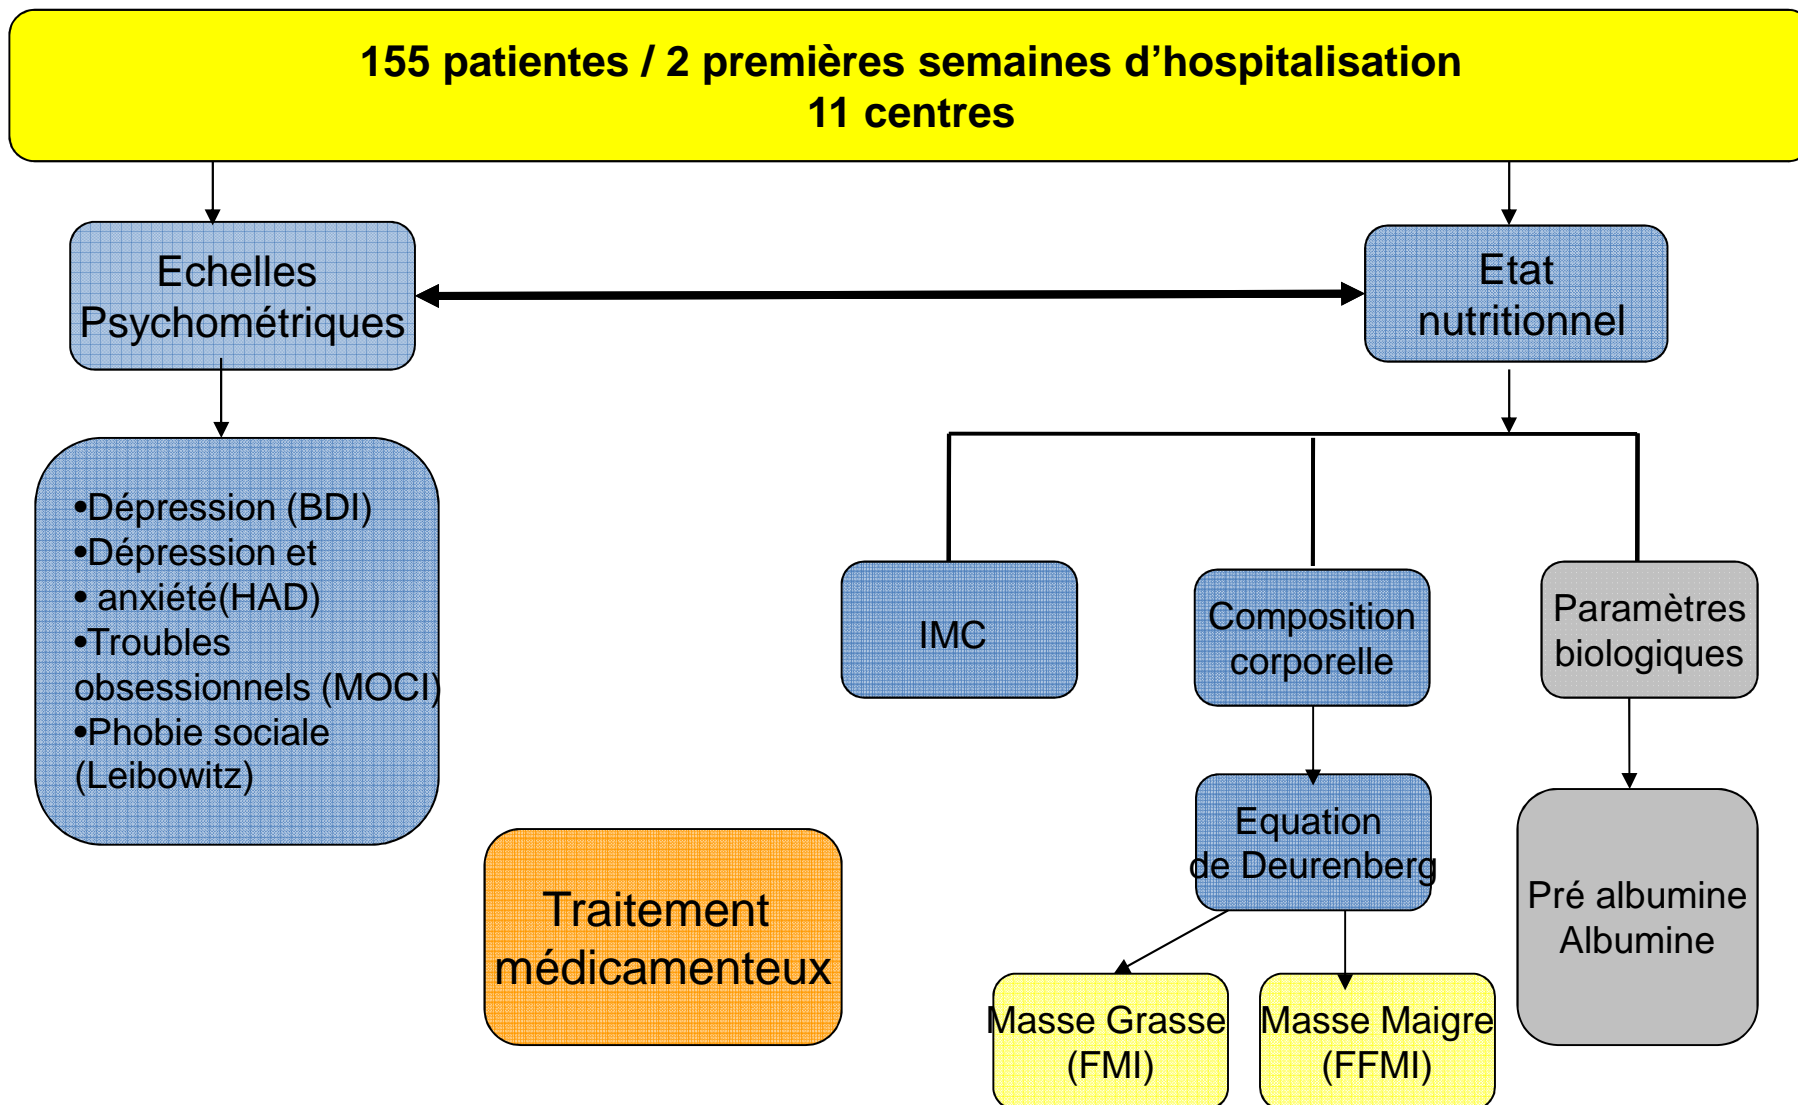 155 patientes / 2 premières semaines d’hospitalisation
11 centres
Echelles
Psychométriques
Etat
nutritionnel
•Dépression (BDI)
•Dépression et
• anxiété(HAD)
•Troubles
obsessionnels (MOCI)
•Phobie sociale
(Leibowitz)
IMC
Composition
corporelle
Paramètres
biologiques
Equation
de Deurenberg
Pré albumine
Albumine
Traitement
médicamenteux
Masse Grasse
(FMI)
Masse Maigre
(FFMI)